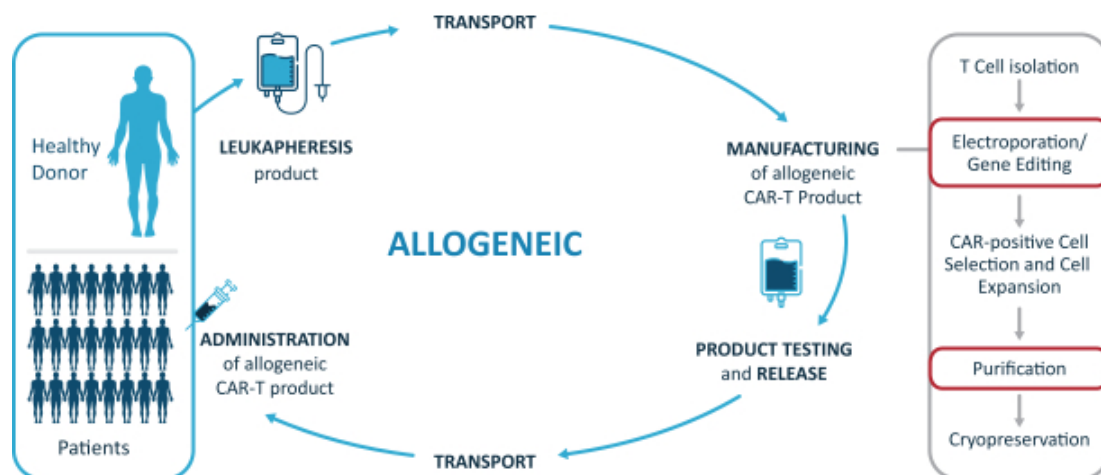 Healthy
Donor
Patients
LEUKAPHERESIS
product
TRANSPORT
MANUFACTURING
of allogeneic
CAR-T Product
T Cell isolation
Electroporation/
Gene Editing
CAR-positive Cell
Selection and Cell
Expansion
Purification
Cryopreservation
ALLOGENEIC
PRODUCT TESTING
and RELEASE
TRANSPORT
ADMINISTRATION
of allogeneic
CAR-T product